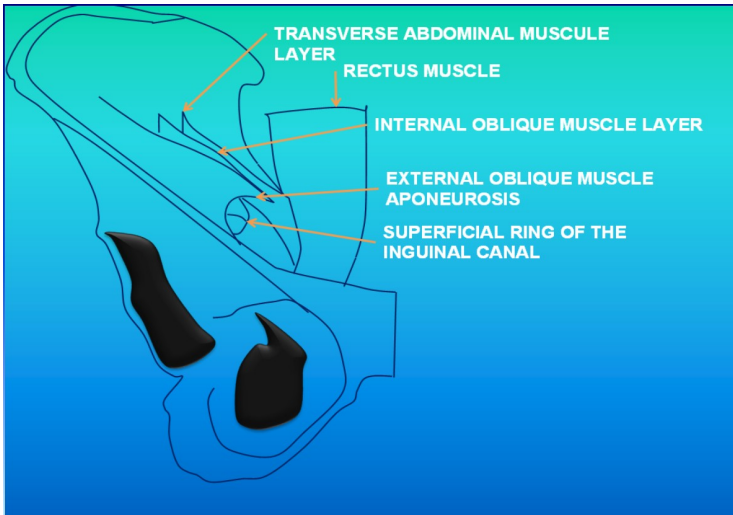 TRANSVERSE ABDOMINAL MUSCULE
LAYER
RECTUS MUSCLE
INTERNAL OBLIQUE MUSCLE LAYER
EXTERNAL OBLIQUE MUSCLE
APONEUROSIS
SUPERFICIAL RING OF THE
INGUINAL CANAL